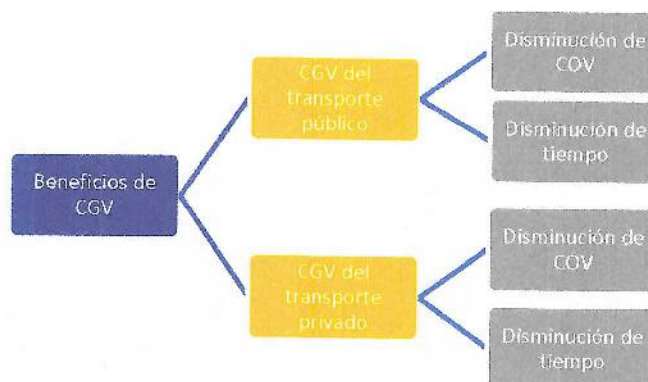 Beneficios de
CGV
CGV del
transporte
público
Disminución de
COV
Disminución de
tiempo
CGV del
transporte
privado
Disminución de
COV
Disminución de
tiempo